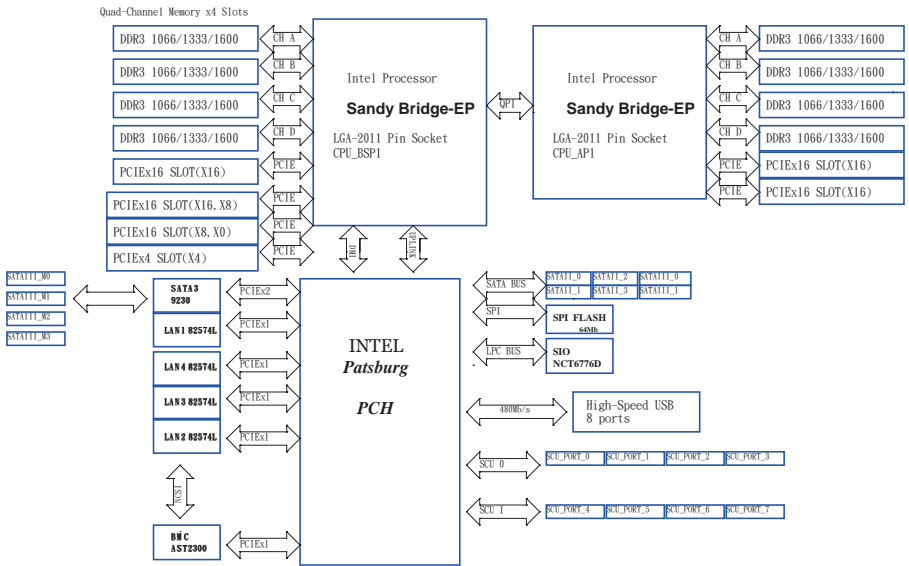 Quad-Channel Memory x4 Slots
DDR3 1066/1333/1600
CH A
CH A
DDR3 1066/1333/1600
DDR3 1066/1333/1600
CH B
CH B
DDR3 1066/1333/1600
DDR3 1066/1333/1600
CH C
CH C
DDR3 1066/1333/1600
DDR3 1066/1333/1600
CH D
CH D
DDR3 1066/1333/1600
Intel Processor
Sandy Bridge-EP
LGA-2011 Pin Socket
CPU_BSP1
QPI
Intel Processor
Sandy Bridge-EP
LGA-2011 Pin Socket
CPU_AP1
PCIEx16 SLOT(X16)
PCIE
PCIE
PCIEx16 SLOT(X16)
PCIEx16 SLOT(X16,X8)
PCIE
PCIE
PCIEx16 SLOT(X16)
PCIEx16 SLOT(X8,X0)
PCIE
PCIEx4 SLOT(X4)
PCIE
DMI
UPLINK
SATAIII_M0
SATAIII_M1
SATAIII_M2
SATAIII_M3
SATA3
9230
PCIEx2
LAN1 82574L
PCIEx1
LAN4 82574L
PCIEx1
LAN3 82574L
PCIEx1
LAN2 82574L
PCIEx1
NCSI
BMC
AST2300
PCIEx1
INTEL
Patsburg
PCH
SATA BUS
SATAII_0
SATAII_2
SATAIII_0
SATAII_1
SATAII_3
SATAIII_1
SPI
SPI FLASH
64Mb
LPC BUS
SIO
NCT6776D
480Mb/s
High-Speed USB
8 ports
SCU 0
SCU_PORT_0
SCU_PORT_1
SCU_PORT_2
SCU_PORT_3
SCU 1
SCU_PORT_4
SCU_PORT_5
SCU_PORT_6
SCU_PORT_7